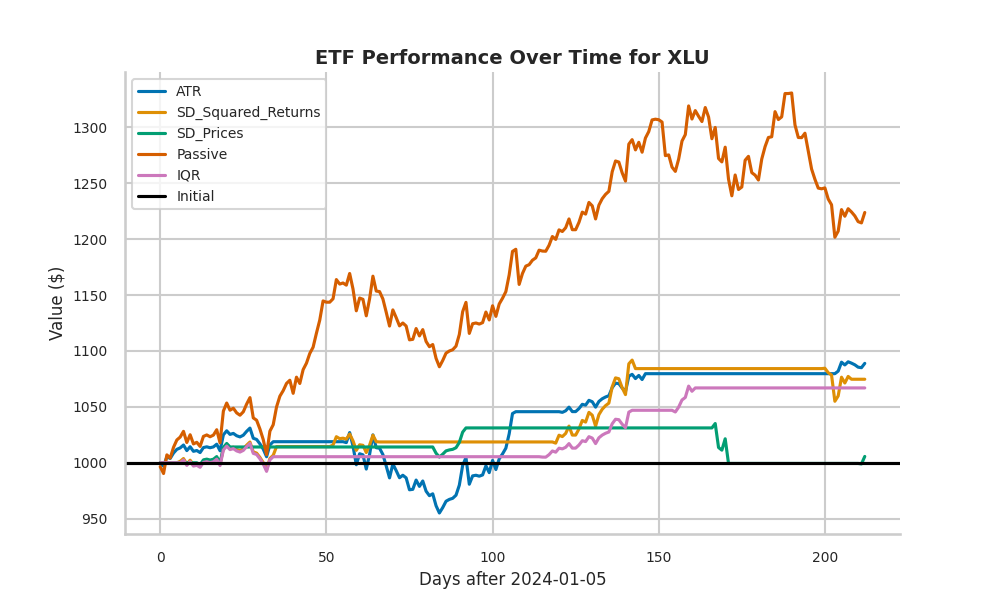 ETF Performance Over Time for XLU
ATR
SD_Squared_Returns
SD_Prices
Passive
IQR
Initial
Value ($)
1300
1250
1200
1150
1100
1050
1000
950
0 50 100 150 200
Days after 2024-01-05